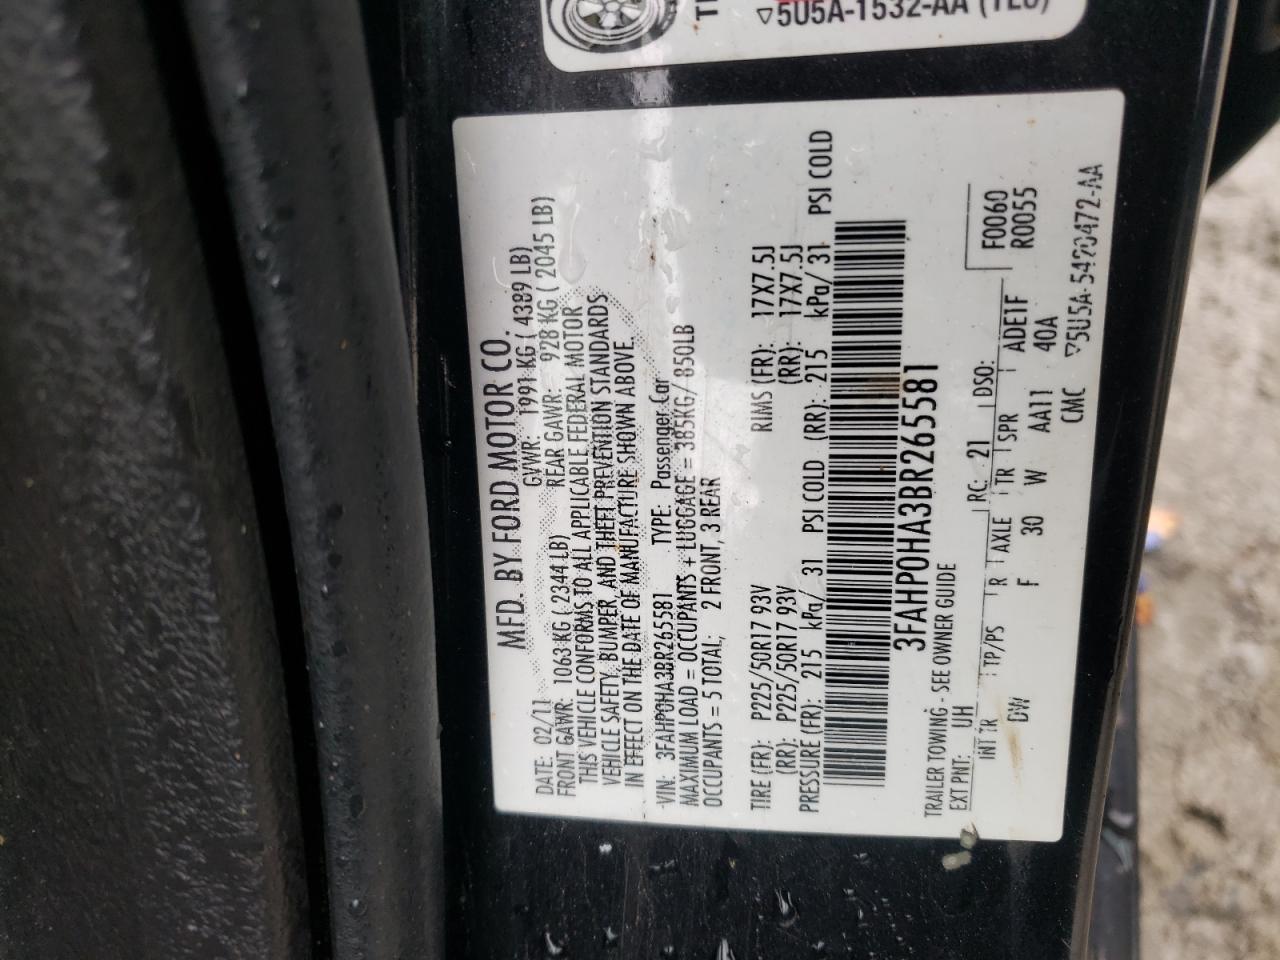 5U5A-1532-AA (TEO)
MFD. BY FORD MOTOR CO.
DATE: 02/11 GVWR: 1991 KG ( 4389 LB)
FRONT GAWR: 1063 KG ( 2344 LB) REAR GAWR: 928 KG ( 2045 LB)
THIS VEHICLE CONFORMS TO ALL APPLICABLE FEDERAL MOTOR
VEHICLE SAFETY, BUMPER, AND THEFT PREVENTION STANDARDS
IN EFFECT ON THE DATE OF MANUFACTURE SHOWN ABOVE.
VIN: 3FAHP0HA3BR265581 TYPE: Passenger Car
MAXIMUM LOAD = OCCUPANTS + LUGGAGE = 385KG/ 850LB
OCCUPANTS = 5 TOTAL, 2 FRONT, 3 REAR
TIRE (FR): P225/50R17 93V RIMS (FR): 17X7.5J
(RR): P225/50R17 93V (RR): 17X7.5J
PRESSURE (FR): 215 kPa/ 31 PSI COLD (RR): 215 kPa/ 31 PSI COLD
3FAHP0HA3BR265581
TRAILER TOWING - SEE OWNER GUIDE
EXT PNT: UH RC: 21 DSO: F0060
R0055
INT TR TP/PS R AXLE TR SPR ADE1F
DW F 30 W AA11 40A
CMC ▽5U5A-5420472-AA